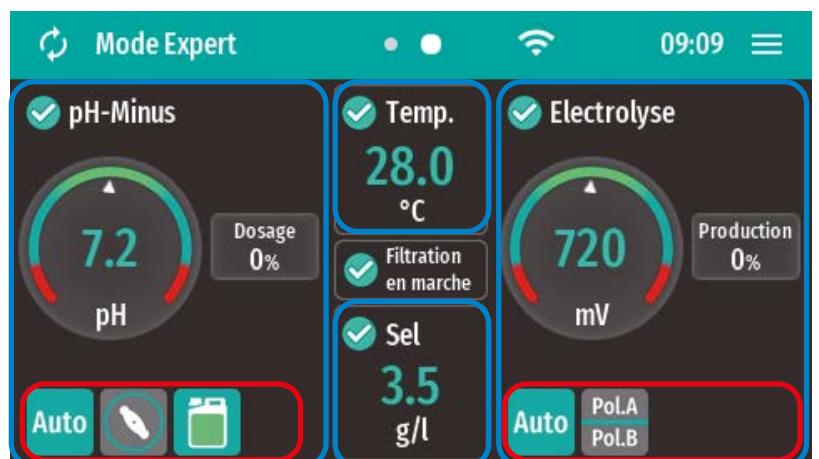 Mode Expert
09:09
pH-Minus
7.2
pH
Dosage
0%
Auto
Temp.
28.0
°C
Filtration
en marche
Sel
3.5
g/l
Electrolyse
720
mV
Production
0%
Auto
Pol.A
Pol.B